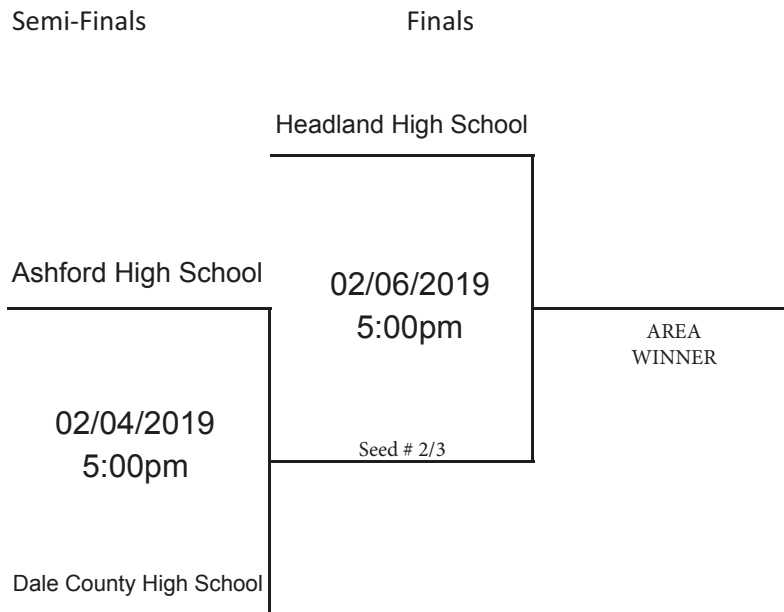 Semi-Finals
Finals
Headland High School
Ashford High School
02/06/2019
5:00pm
AREA
WINNER
02/04/2019
5:00pm
Seed # 2/3
Dale County High School